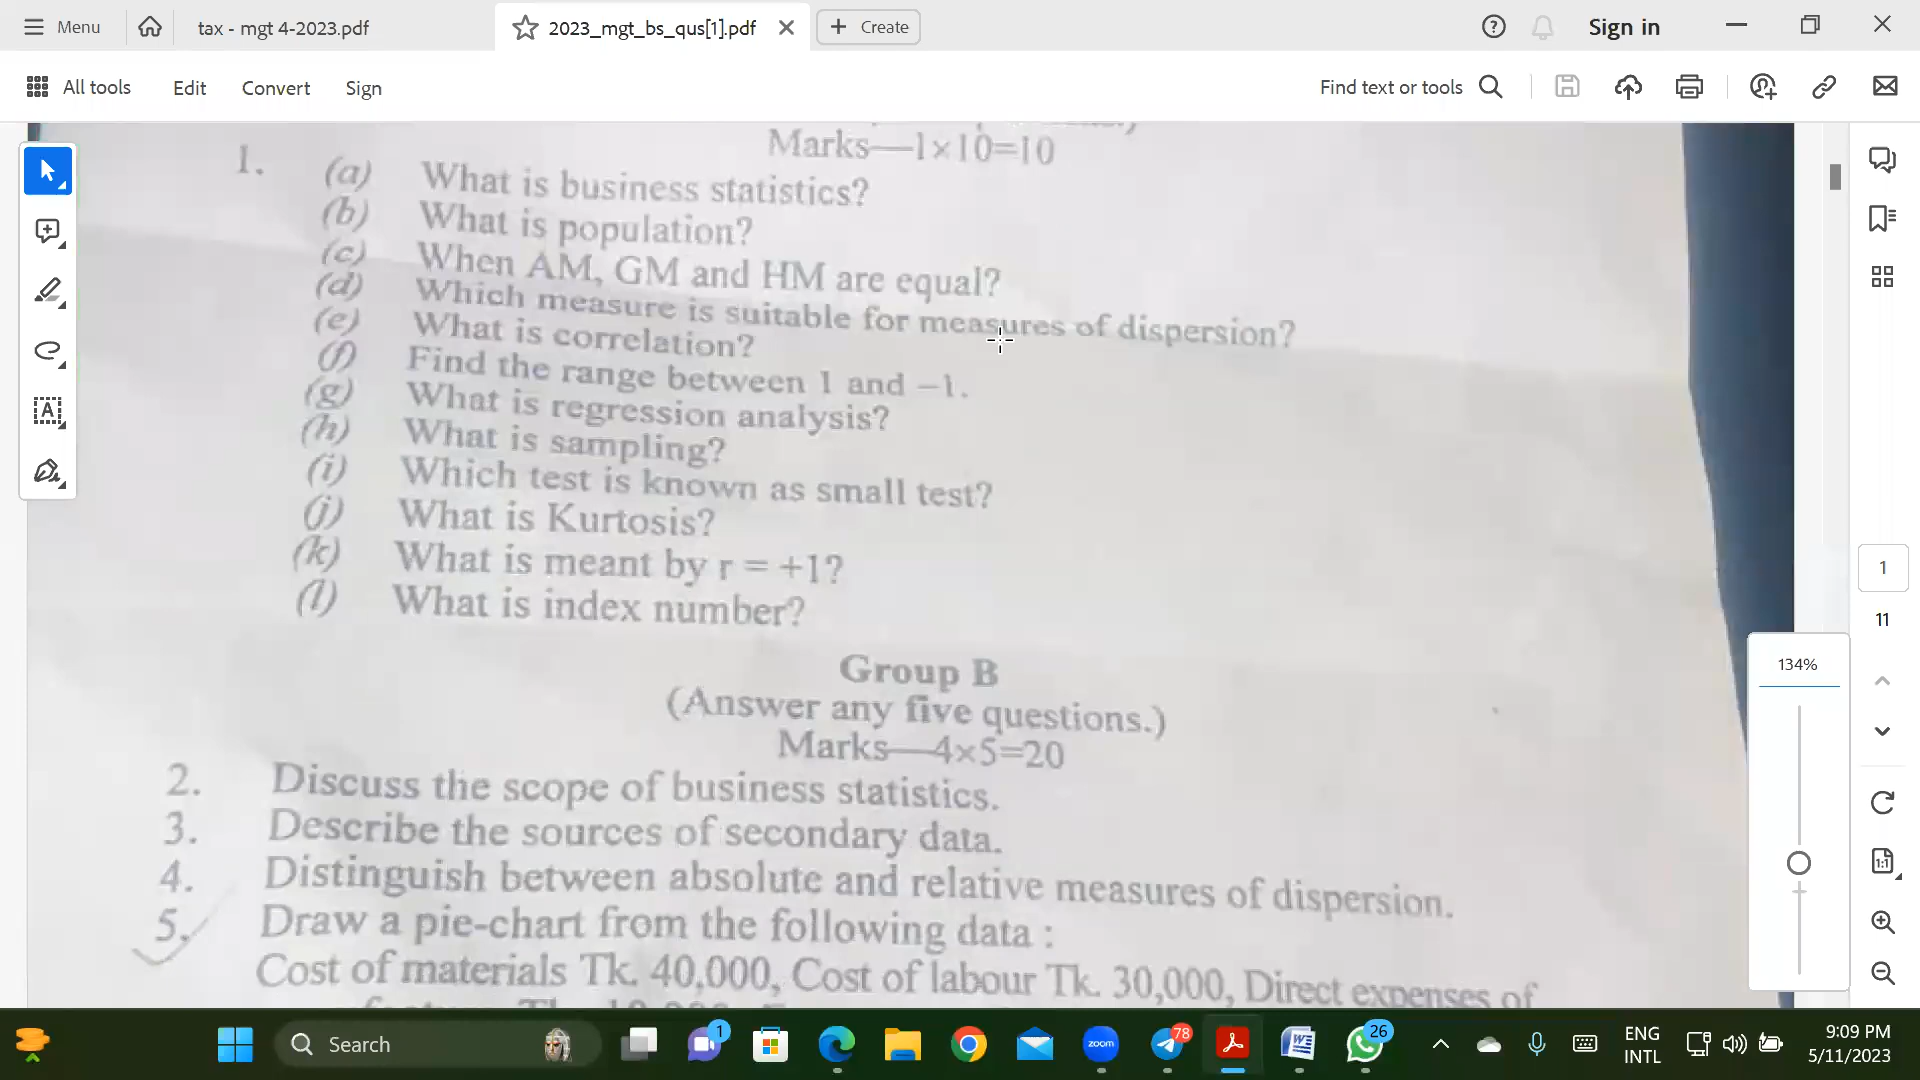 Menu
tax - mgt 4-2023.pdf
2023_mgt_bs_qus[1].pdf
Create
Sign in
All tools
Edit
Convert
Sign
Find text or tools
Marks—1×10=10
1. (a) What is business statistics?
(b) What is population?
(c) When AM, GM and HM are equal?
(d) Which measure is suitable for measures of dispersion?
(e) What is correlation?
(f) Find the range between 1 and –1.
(g) What is regression analysis?
(h) What is sampling?
(i) Which test is known as small test?
(j) What is Kurtosis?
(k) What is meant by r = +1?
(l) What is index number?
Group B
(Answer any five questions.)
Marks—4×5=20
2. Discuss the scope of business statistics.
3. Describe the sources of secondary data.
4. Distinguish between absolute and relative measures of dispersion.
5. Draw a pie-chart from the following data :
Cost of materials Tk. 40,000, Cost of labour Tk. 30,000, Direct expenses of
1
11
134%
1:1
Search
1
zoom
78
26
ENG
INTL
9:09 PM
5/11/2023